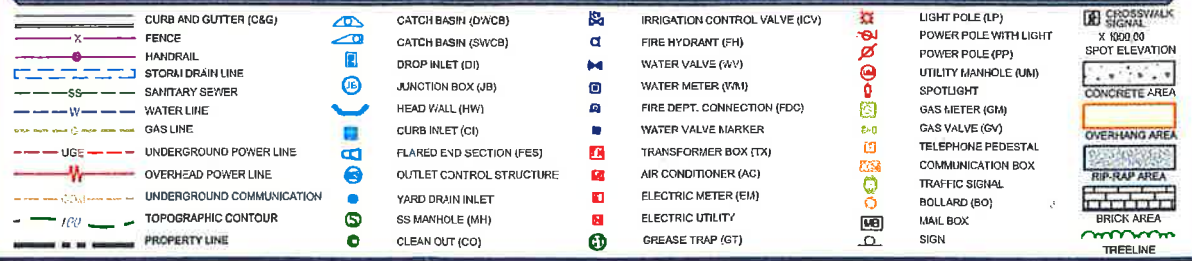 CURB AND GUTTER (C&G)
X FENCE
HANDRAIL
STORM DRAIN LINE
SS SANITARY SEWER
W WATER LINE
G GAS LINE
UGE UNDERGROUND POWER LINE
OVERHEAD POWER LINE
COM UNDERGROUND COMMUNICATION
100 TOPOGRAPHIC CONTOUR
PROPERTY LINE
CATCH BASIN (DWCB)
CATCH BASIN (SWCB)
DROP INLET (DI)
JB JUNCTION BOX (JB)
HEAD WALL (HW)
CURB INLET (CI)
FLARED END SECTION (FES)
OUTLET CONTROL STRUCTURE
YARD DRAIN INLET
S SS MANHOLE (MH)
CLEAN OUT (CO)
IRRIGATION CONTROL VALVE (ICV)
FIRE HYDRANT (FH)
WATER VALVE (WV)
WATER METER (WM)
FIRE DEPT. CONNECTION (FDC)
WATER VALVE MARKER
TRANSFORMER BOX (TX)
AIR CONDITIONER (AC)
ELECTRIC METER (EM)
ELECTRIC UTILITY
GREASE TRAP (GT)
LIGHT POLE (LP)
POWER POLE WITH LIGHT
POWER POLE (PP)
UTILITY MANHOLE (UM)
SPOTLIGHT
GAS METER (GM)
GAS VALVE (GV)
TELEPHONE PEDESTAL
COMMUNICATION BOX
TRAFFIC SIGNAL
BOLLARD (BO)
MB MAIL BOX
SIGN
CROSSWALK
SIGNAL
X 1000.00
SPOT ELEVATION
CONCRETE AREA
OVERHANG AREA
RIP-RAP AREA
BRICK AREA
TREELINE